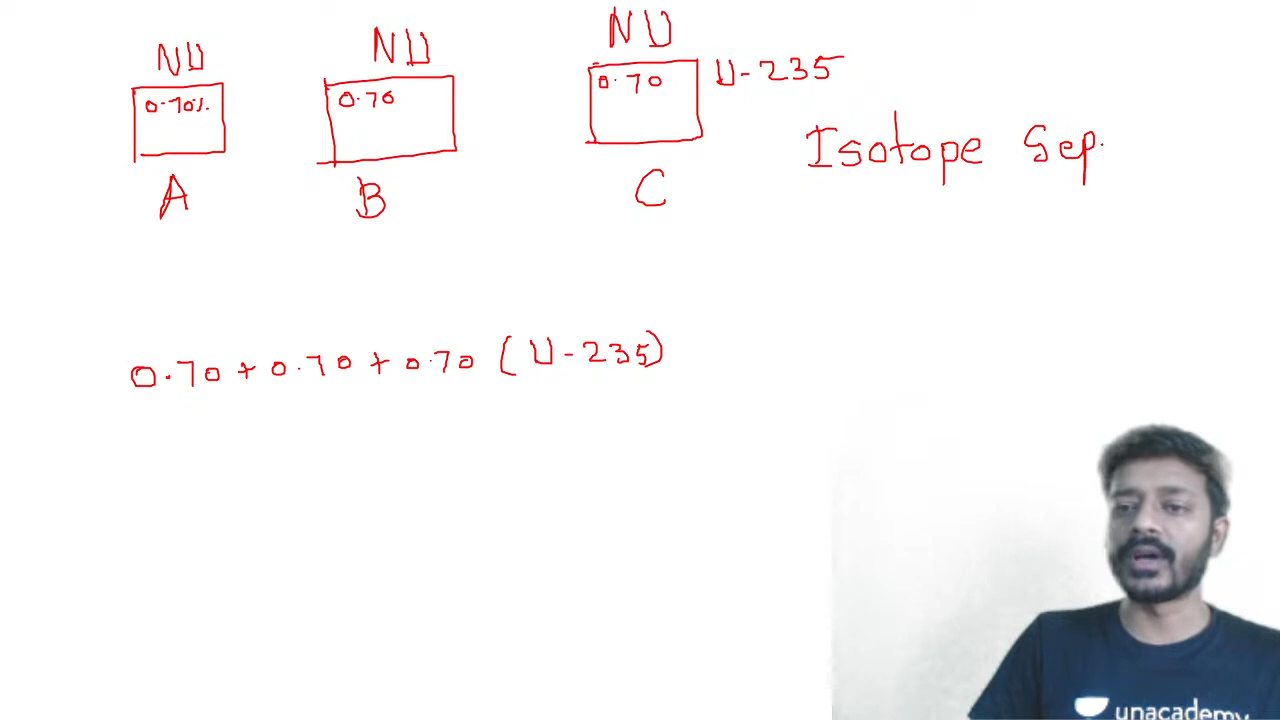 NU NU NU
0.70% 0.70 0.70 U-235
Isotope Sep.
A B C
0.70 + 0.70 + 0.70 (U-235)
unacademy